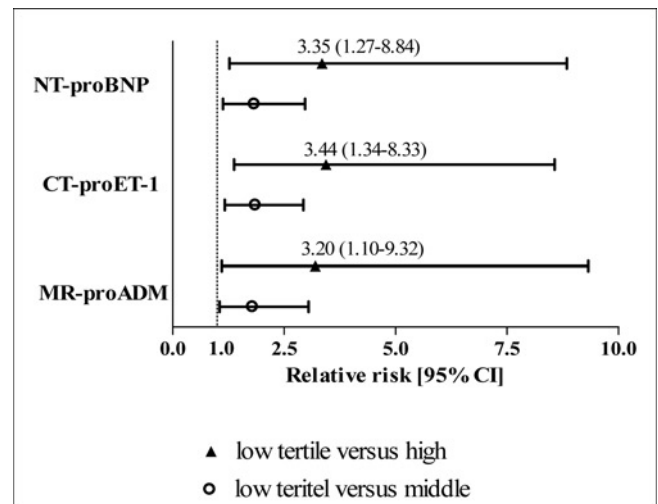 3.35 (1.27-8.84)
NT-proBNP
3.44 (1.34-8.33)
CT-proET-1
3.20 (1.10-9.32)
MR-proADM
0.0 1.0 2.5 5.0 7.5 10.0
Relative risk [95% CI]
low tertile versus high
low teritel versus middle